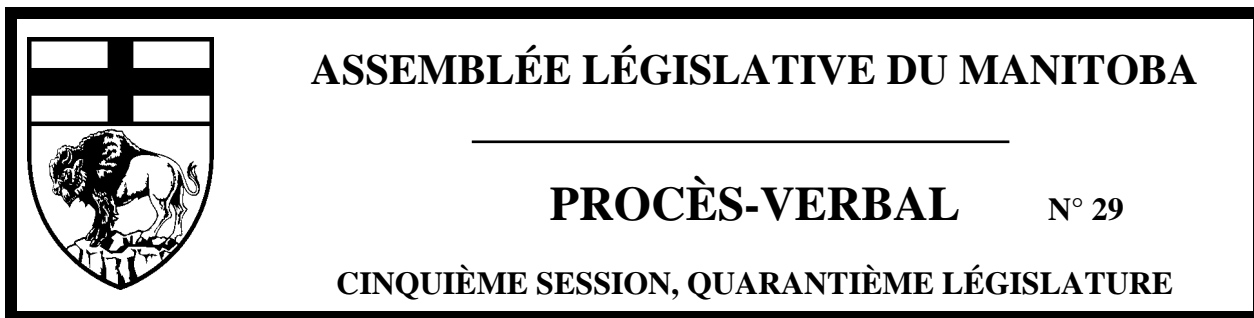 ASSEMBLÉE LÉGISLATIVE DU MANITOBA
PROCÈS-VERBAL N° 29
CINQUIÈME SESSION, QUARANTIÈME LÉGISLATURE